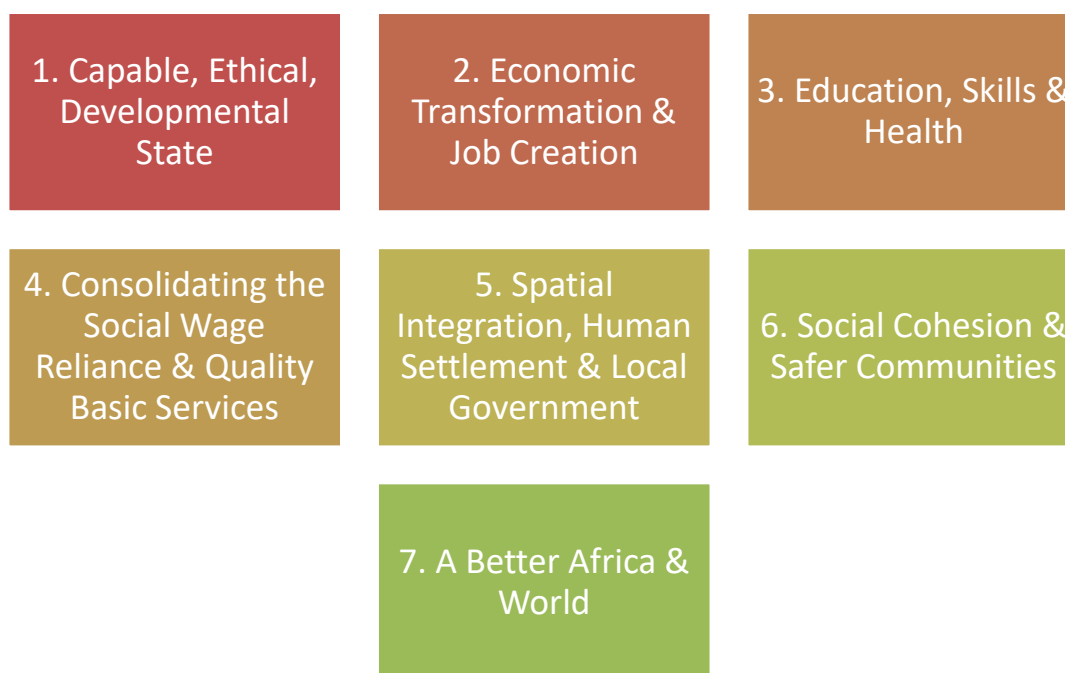 1. Capable, Ethical,
Developmental
State
2. Economic
Transformation &
Job Creation
3. Education, Skills &
Health
4. Consolidating the
Social Wage
Reliance & Quality
Basic Services
5. Spatial
Integration, Human
Settlement & Local
Government
6. Social Cohesion &
Safer Communities
7. A Better Africa &
World